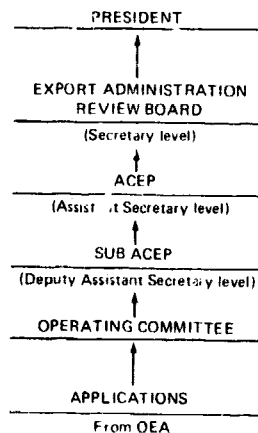 PRESIDENT
EXPORT ADMINISTRATION
REVIEW BOARD
(Secretary level)
ACEP
(Assist t Secretary level)
SUB ACEP
(Deputy Assistant Secretary level)
OPERATING COMMITTEE
APPLICATIONS
From OEA